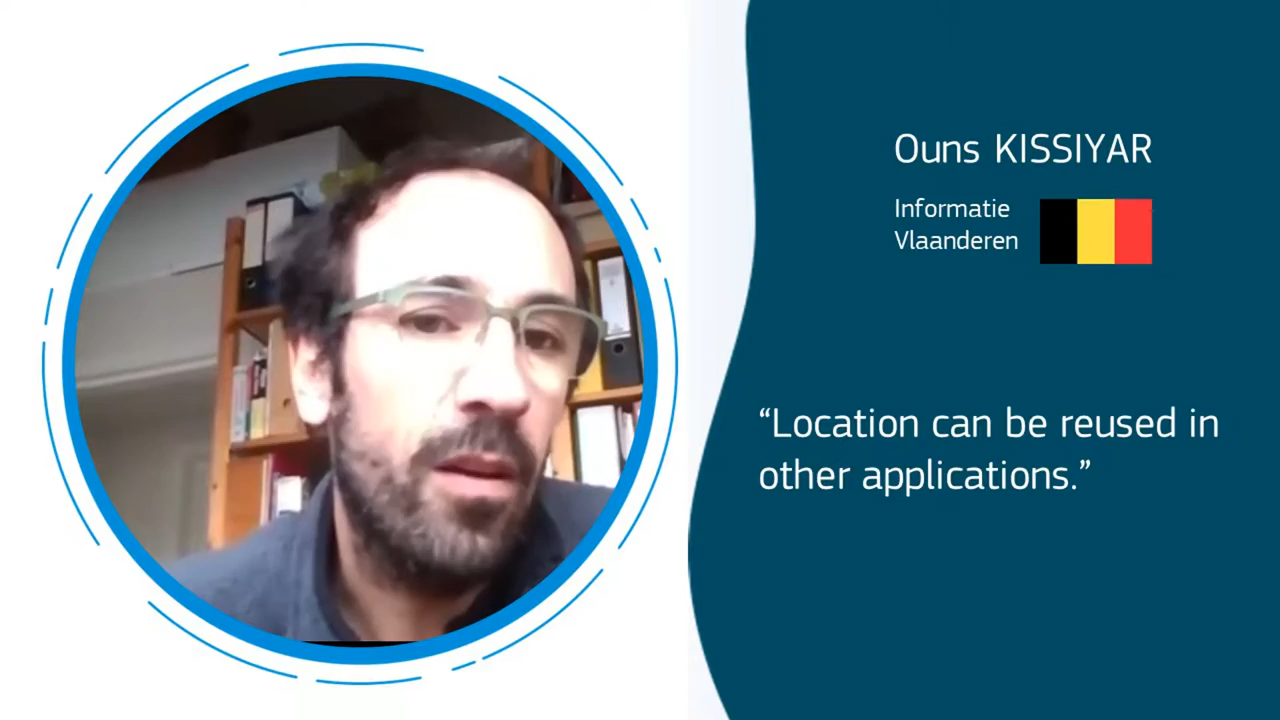 Ouns KISSIYAR
Informatie
Vlaanderen
“Location can be reused in
other applications.”